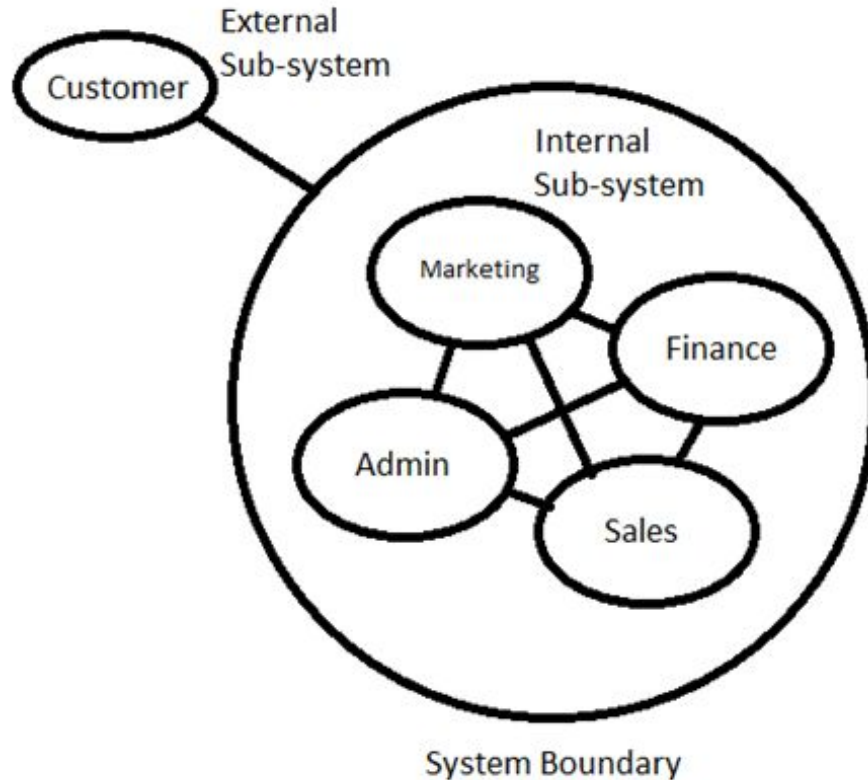 External
Sub-system
Customer
Internal
Sub-system
Marketing
Finance
Admin
Sales
System Boundary